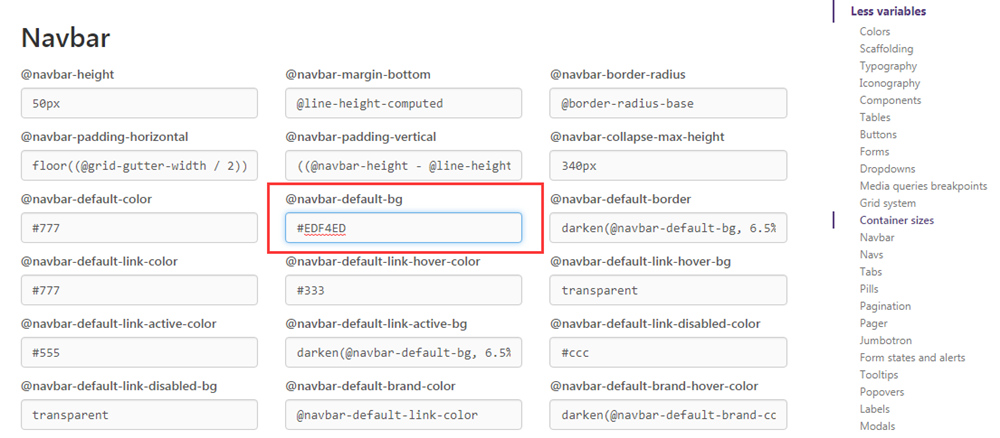 Navbar
@navbar-height
@navbar-margin-bottom
@navbar-border-radius
50px
@line-height-computed
@border-radius-base
@navbar-padding-horizontal
@navbar-padding-vertical
@navbar-collapse-max-height
floor((@grid-gutter-width / 2))
((@navbar-height - @line-height
340px
@navbar-default-color
@navbar-default-bg
@navbar-default-border
#777
#EDF4ED
darken(@navbar-default-bg, 6.5%
@navbar-default-link-color
@navbar-default-link-hover-color
@navbar-default-link-hover-bg
#777
#333
transparent
@navbar-default-link-active-color
@navbar-default-link-active-bg
@navbar-default-link-disabled-color
#555
darken(@navbar-default-bg, 6.5%
#ccc
@navbar-default-link-disabled-bg
@navbar-default-brand-color
@navbar-default-brand-hover-color
transparent
@navbar-default-link-color
darken(@navbar-default-brand-co
Less variables
Colors
Scaffolding
Typography
Iconography
Components
Tables
Buttons
Forms
Dropdowns
Media queries breakpoints
Grid system
Container sizes
Navbar
Navs
Tabs
Pills
Pagination
Pager
Jumbotron
Form states and alerts
Tooltips
Popovers
Labels
Modals